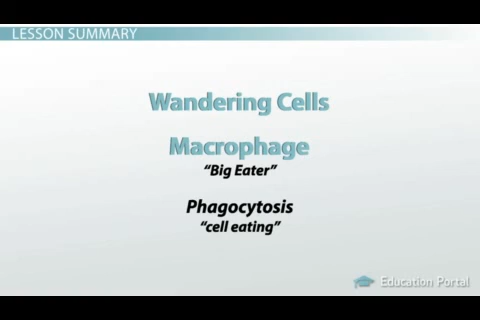 LESSON SUMMARY
Wandering Cells
Macrophage
“Big Eater”
Phagocytosis
“cell eating”
Education Portal